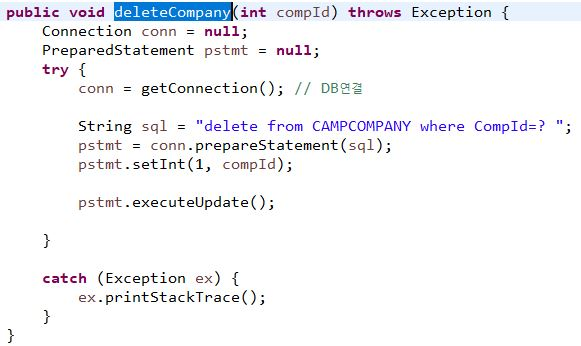 public void deleteCompany(int compId) throws Exception {
    Connection conn = null;
    PreparedStatement pstmt = null;
    try {
        conn = getConnection(); // DB연결
        String sql = "delete from CAMPCOMPANY where CompId=? ";
        pstmt = conn.prepareStatement(sql);
        pstmt.setInt(1, compId);
        pstmt.executeUpdate();
    }
    catch (Exception ex) {
        ex.printStackTrace();
    }
}